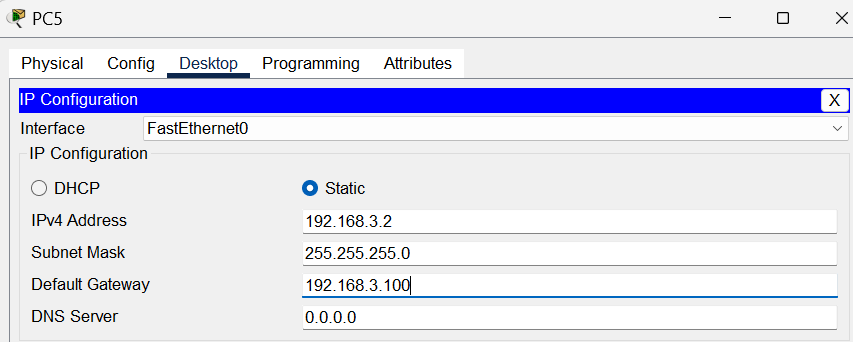 PC5
Physical Config Desktop Programming Attributes
IP Configuration X
Interface FastEthernet0
IP Configuration
DHCP Static
IPv4 Address 192.168.3.2
Subnet Mask 255.255.255.0
Default Gateway 192.168.3.100
DNS Server 0.0.0.0